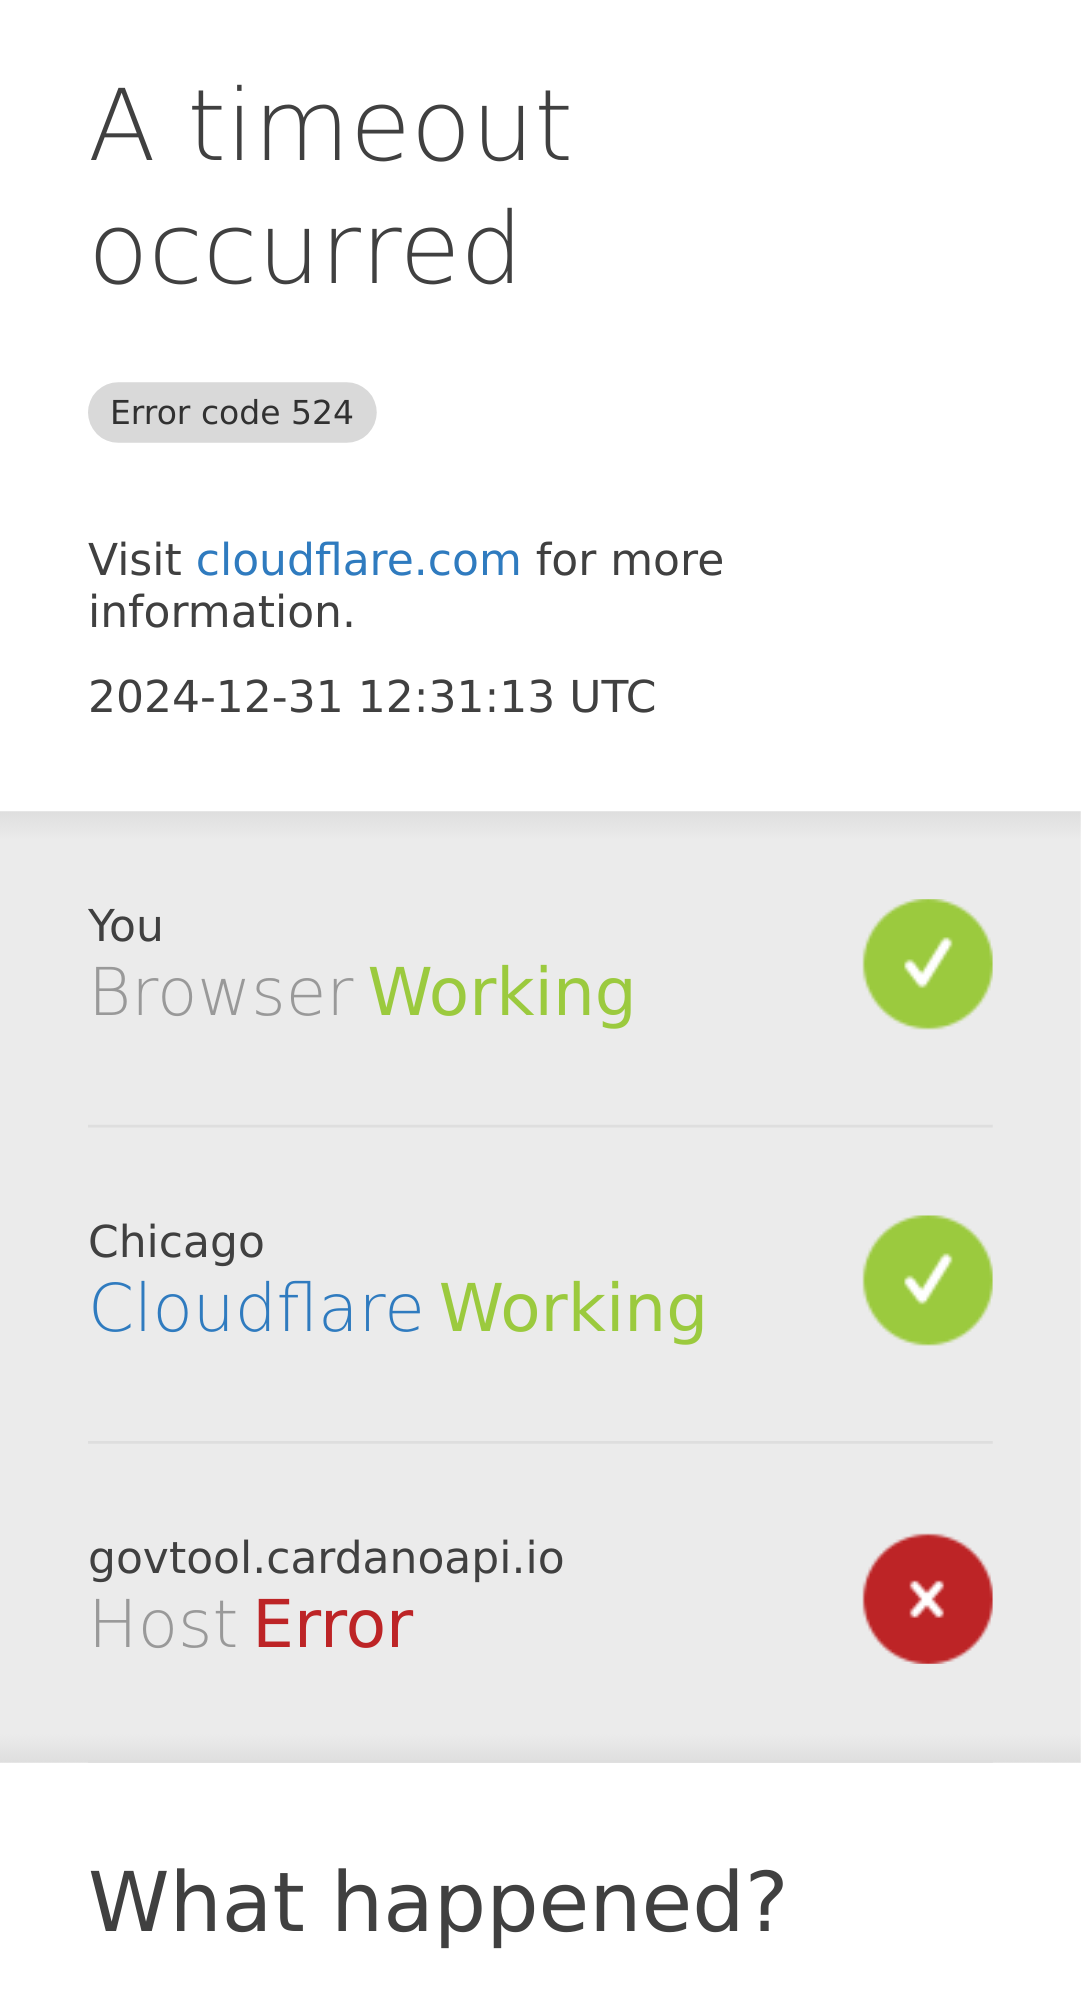 A timeout
occurred
Error code 524
Visit cloudflare.com for more
information.
2024-12-31 12:31:13 UTC
You
Browser Working
Chicago
Cloudflare Working
govtool.cardanoapi.io
Host Error
What happened?